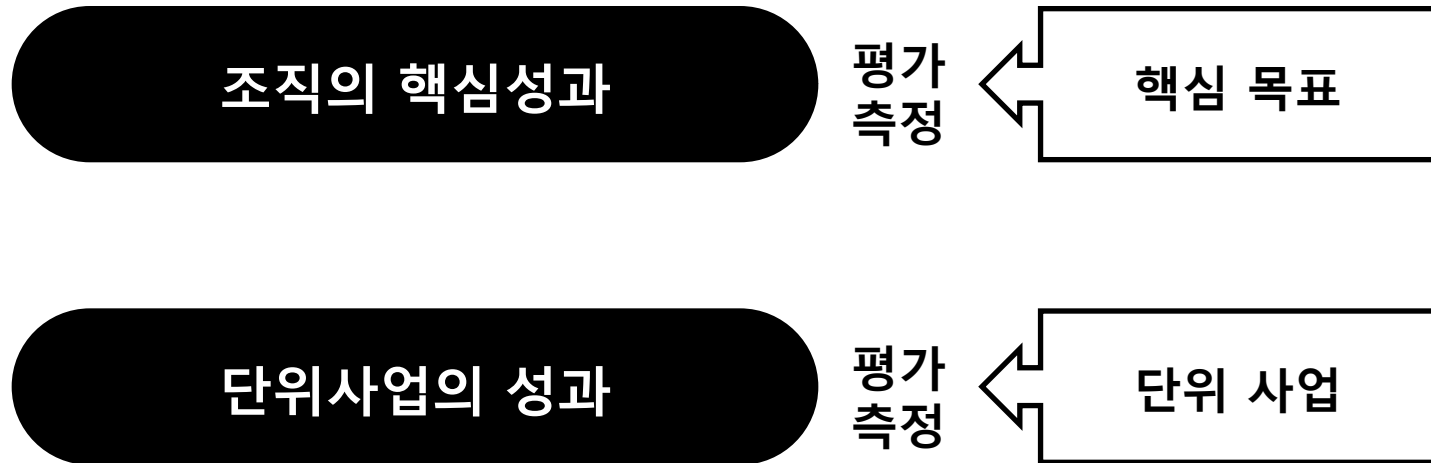 조직의 핵심성과
평가
측정
핵심 목표
단위사업의 성과
평가
측정
단위 사업